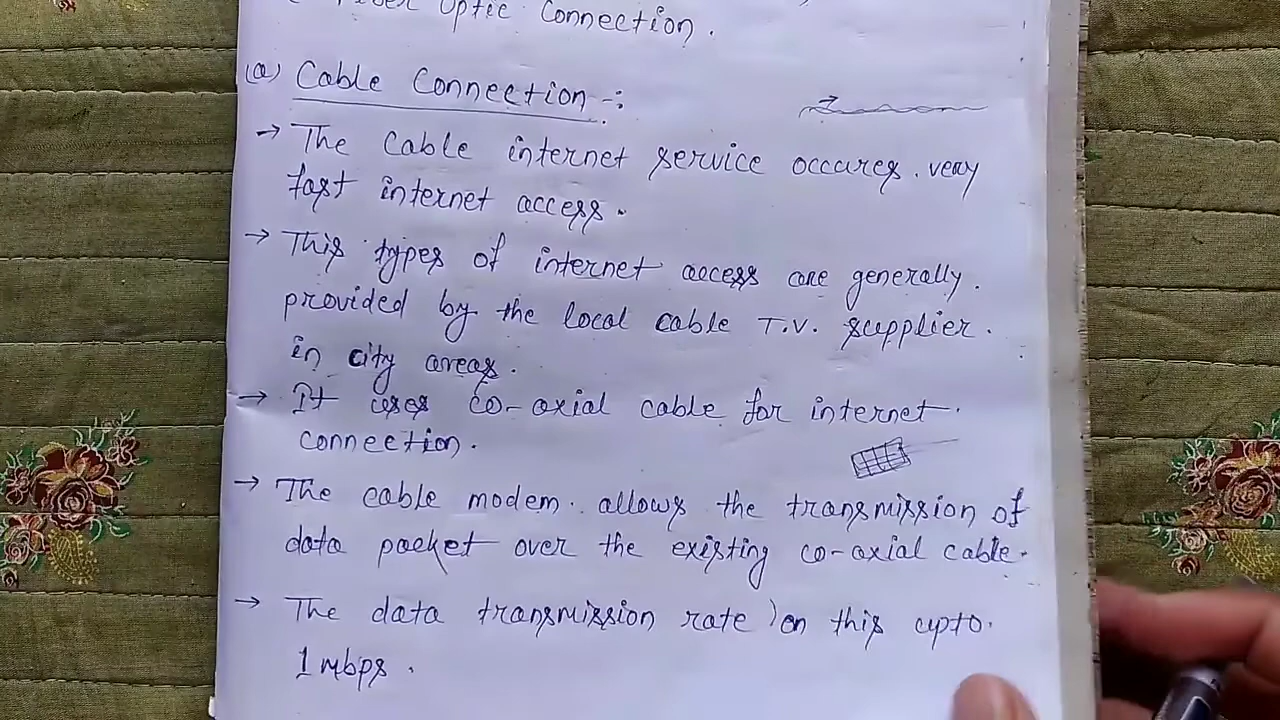 Fiber Optic Connection.
(a) Cable Connection -:
→ The Cable internet service occures. very
fast internet access.
→ This types of internet access are generally.
provided by the local cable T.V. supplier.
in city areas.
→ It uses co-axial cable for internet.
connection.
→ The cable modem. allows the transmission of
data packet over the existing co-axial cable.
→ The data transmission rate on this upto.
1 mbps.